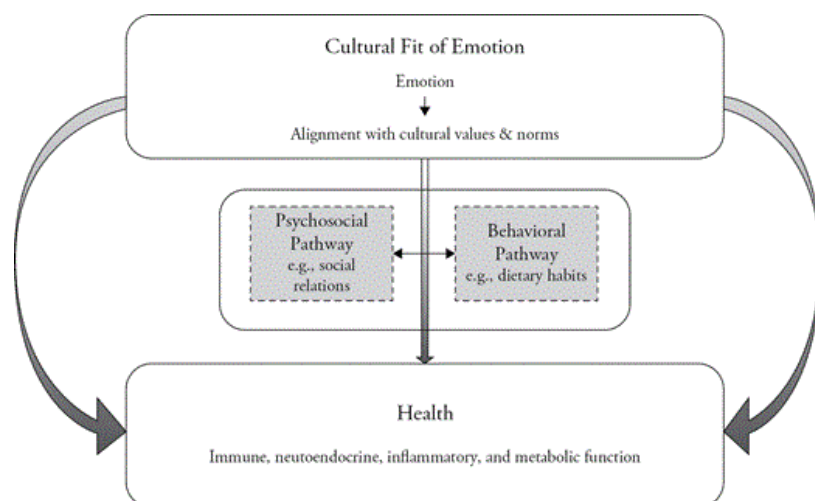 Cultural Fit of Emotion
Emotion
Alignment with cultural values & norms
Psychosocial
Pathway
e.g., social
relations
Behavioral
Pathway
e.g., dietary habits
Health
Immune, neutoendocrine, inflammatory, and metabolic function